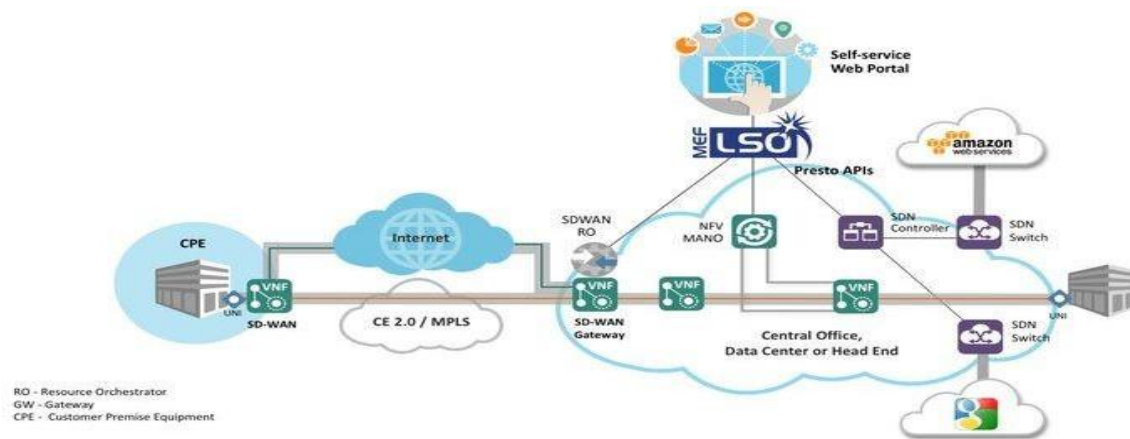 Self-service
Web Portal
MEF
LSO
Presto APIs
amazon
web services
SDWAN
RO
NFV
MANO
SDN
Controller
SDN
Switch
CPE
Internet
VNF
UNI
SD-WAN
CE 2.0 / MPLS
VNF
SD-WAN
Gateway
VNF
VNF
Central Office,
Data Center or Head End
UNI
SDN
Switch
g
RO - Resource Orchestrator
GW - Gateway
CPE - Customer Premise Equipment